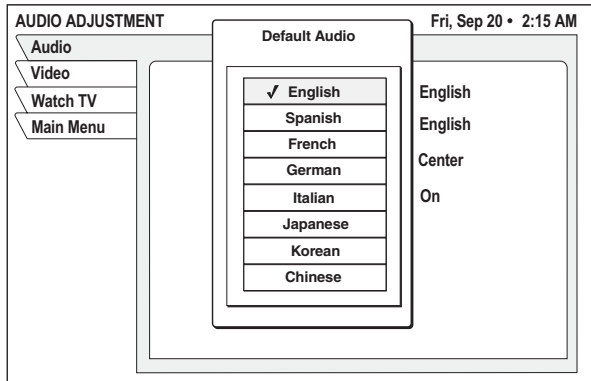 AUDIO ADJUSTMENT
Fri, Sep 20 • 2:15 AM
Audio
Video
Watch TV
Main Menu
Default Audio
✓ English
Spanish
French
German
Italian
Japanese
Korean
Chinese
English
English
Center
On